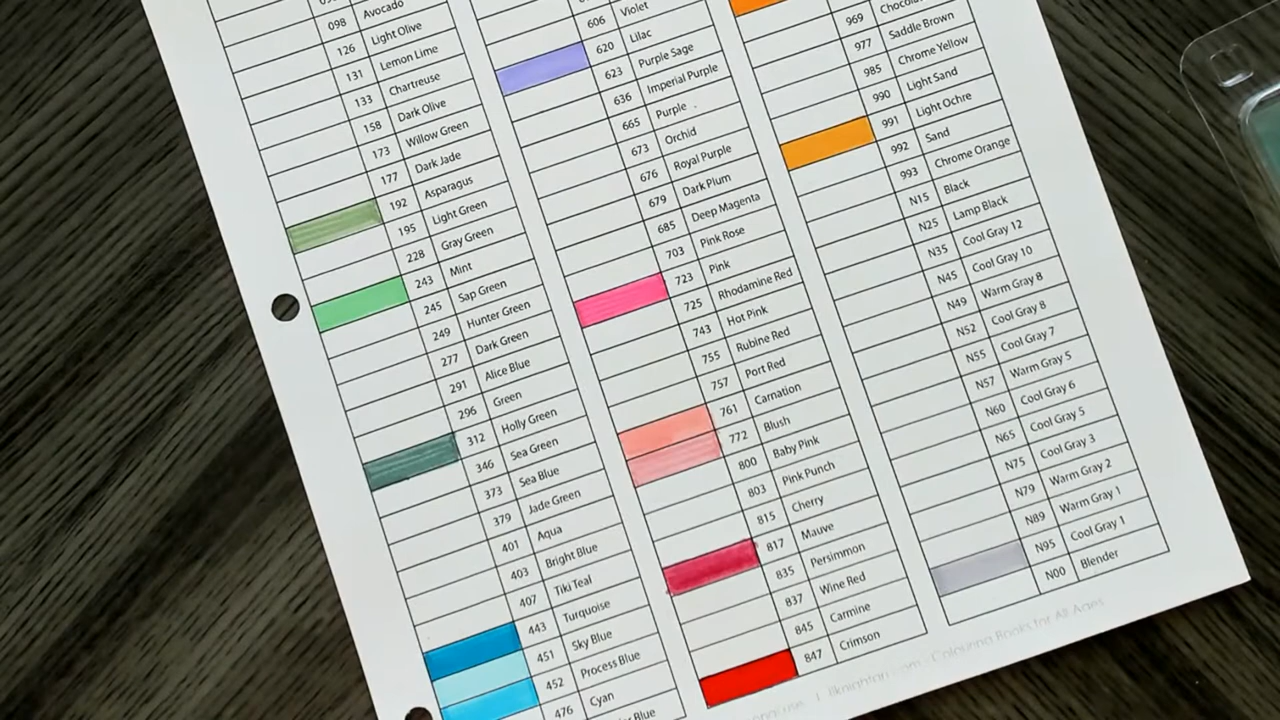 098 Avocado
126 Light Olive
131 Lemon Lime
133 Chartreuse
158 Dark Olive
173 Willow Green
177 Dark Jade
192 Asparagus
195 Light Green
228 Gray Green
243 Mint
245 Sap Green
249 Hunter Green
277 Dark Green
291 Alice Blue
296 Green
312 Holly Green
346 Sea Green
373 Sea Blue
379 Jade Green
401 Aqua
403 Bright Blue
407 Tiki Teal
443 Turquoise
451 Sky Blue
452 Process Blue
476 Cyan
Blue
606 Violet
620 Lilac
623 Purple Sage
636 Imperial Purple
665 Purple
673 Orchid
676 Royal Purple
679 Dark Plum
685 Deep Magenta
703 Pink Rose
723 Pink
725 Rhodamine Red
743 Hot Pink
755 Rubine Red
757 Port Red
761 Carnation
772 Blush
800 Baby Pink
803 Pink Punch
815 Cherry
817 Mauve
835 Persimmon
837 Wine Red
845 Carmine
847 Crimson
969
977 Saddle Brown
985 Chrome Yellow
990 Light Sand
991 Light Ochre
992 Sand
993 Chrome Orange
N15 Black
N25 Lamp Black
N35 Cool Gray 12
N45 Cool Gray 10
N49 Warm Gray 8
N52 Cool Gray 8
N55 Cool Gray 7
N57 Warm Gray 5
N60 Cool Gray 6
N65 Cool Gray 5
N75 Cool Gray 3
N79 Warm Gray 2
N89 Warm Gray 1
N95 Cool Gray 1
N00 Blender
use | Colouring Books for All Ages